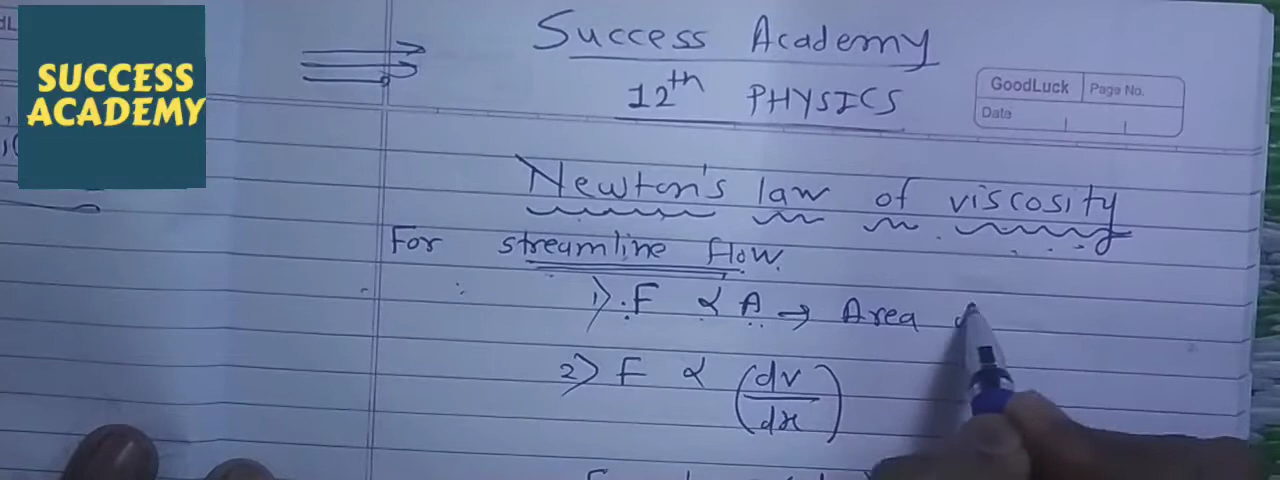 SUCCESS
ACADEMY
Success Academy
12th PHYSICS
GoodLuck Page No.
Date
Newton's law of viscosity
For streamline flow.
1) F ∝ A → Area
2) F ∝ (dv/dx)